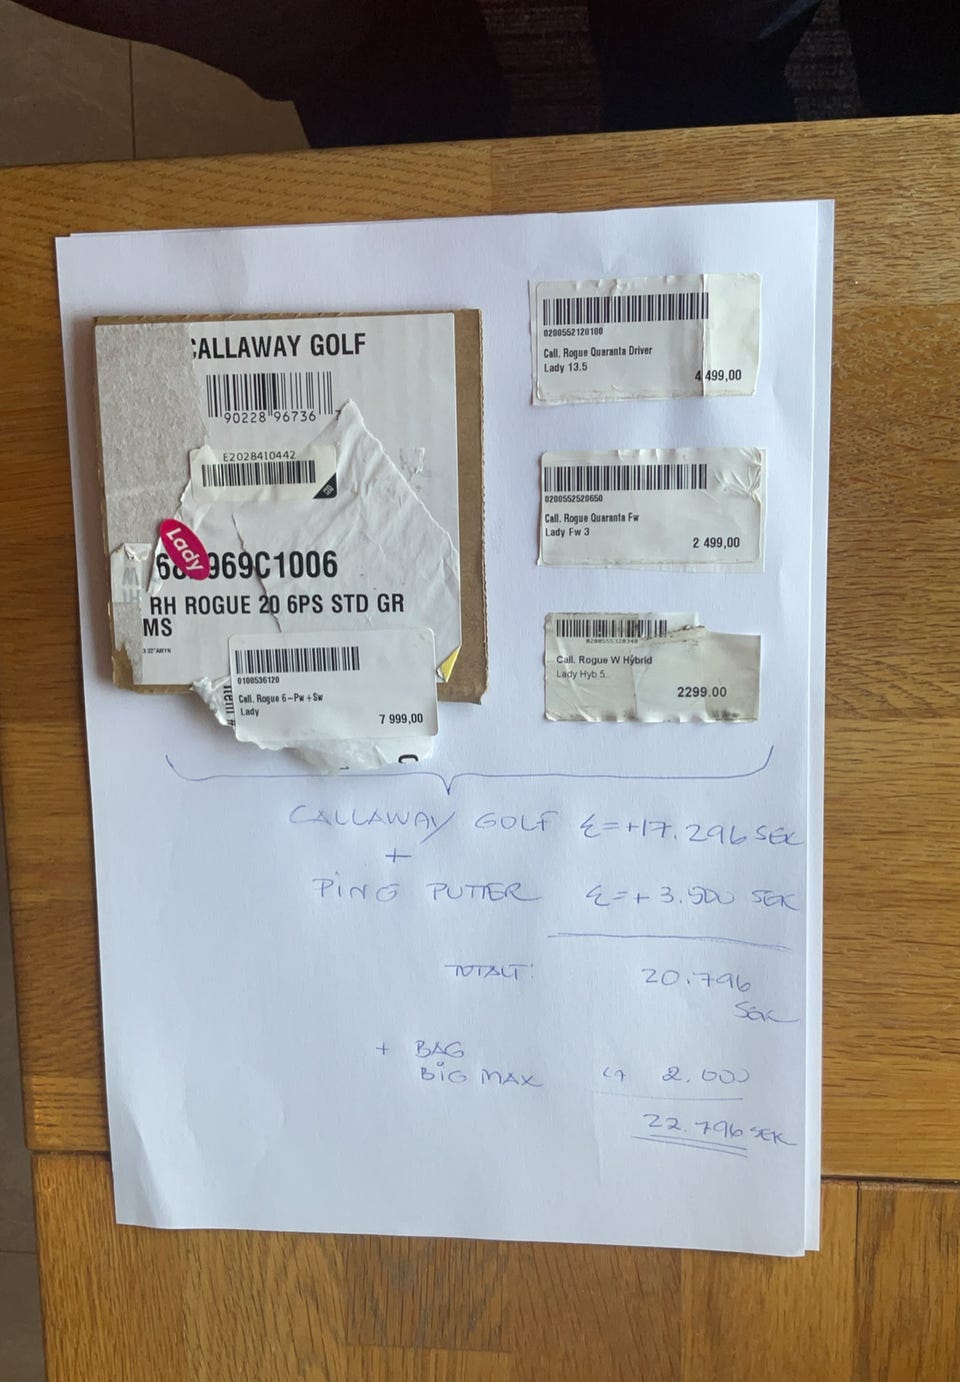 CALLAWAY GOLF
90228 96736 7
E2028410442
Lady
969C1006
RH ROGUE 20 6PS STD GR
MS
0100536120
Call. Rogue 6-Pw+Sw
Lady
7 999,00
0200552120100
Call. Rogue Quaranta Driver
Lady 13.5
4 499,00
0200552520650
Call. Rogue Quaranta Fw
Lady Fw 3
2 499,00
Call. Rogue W Hybrid
Lady Hyb 5
2299.00
CALLAWAY GOLF Σ=+17.296 SEK
+
PING PUTTER Σ=+ 3.500 SEK
TOTALT: 20.796
SEK
+ BAG
BIG MAX 2.000
22.796 SEK